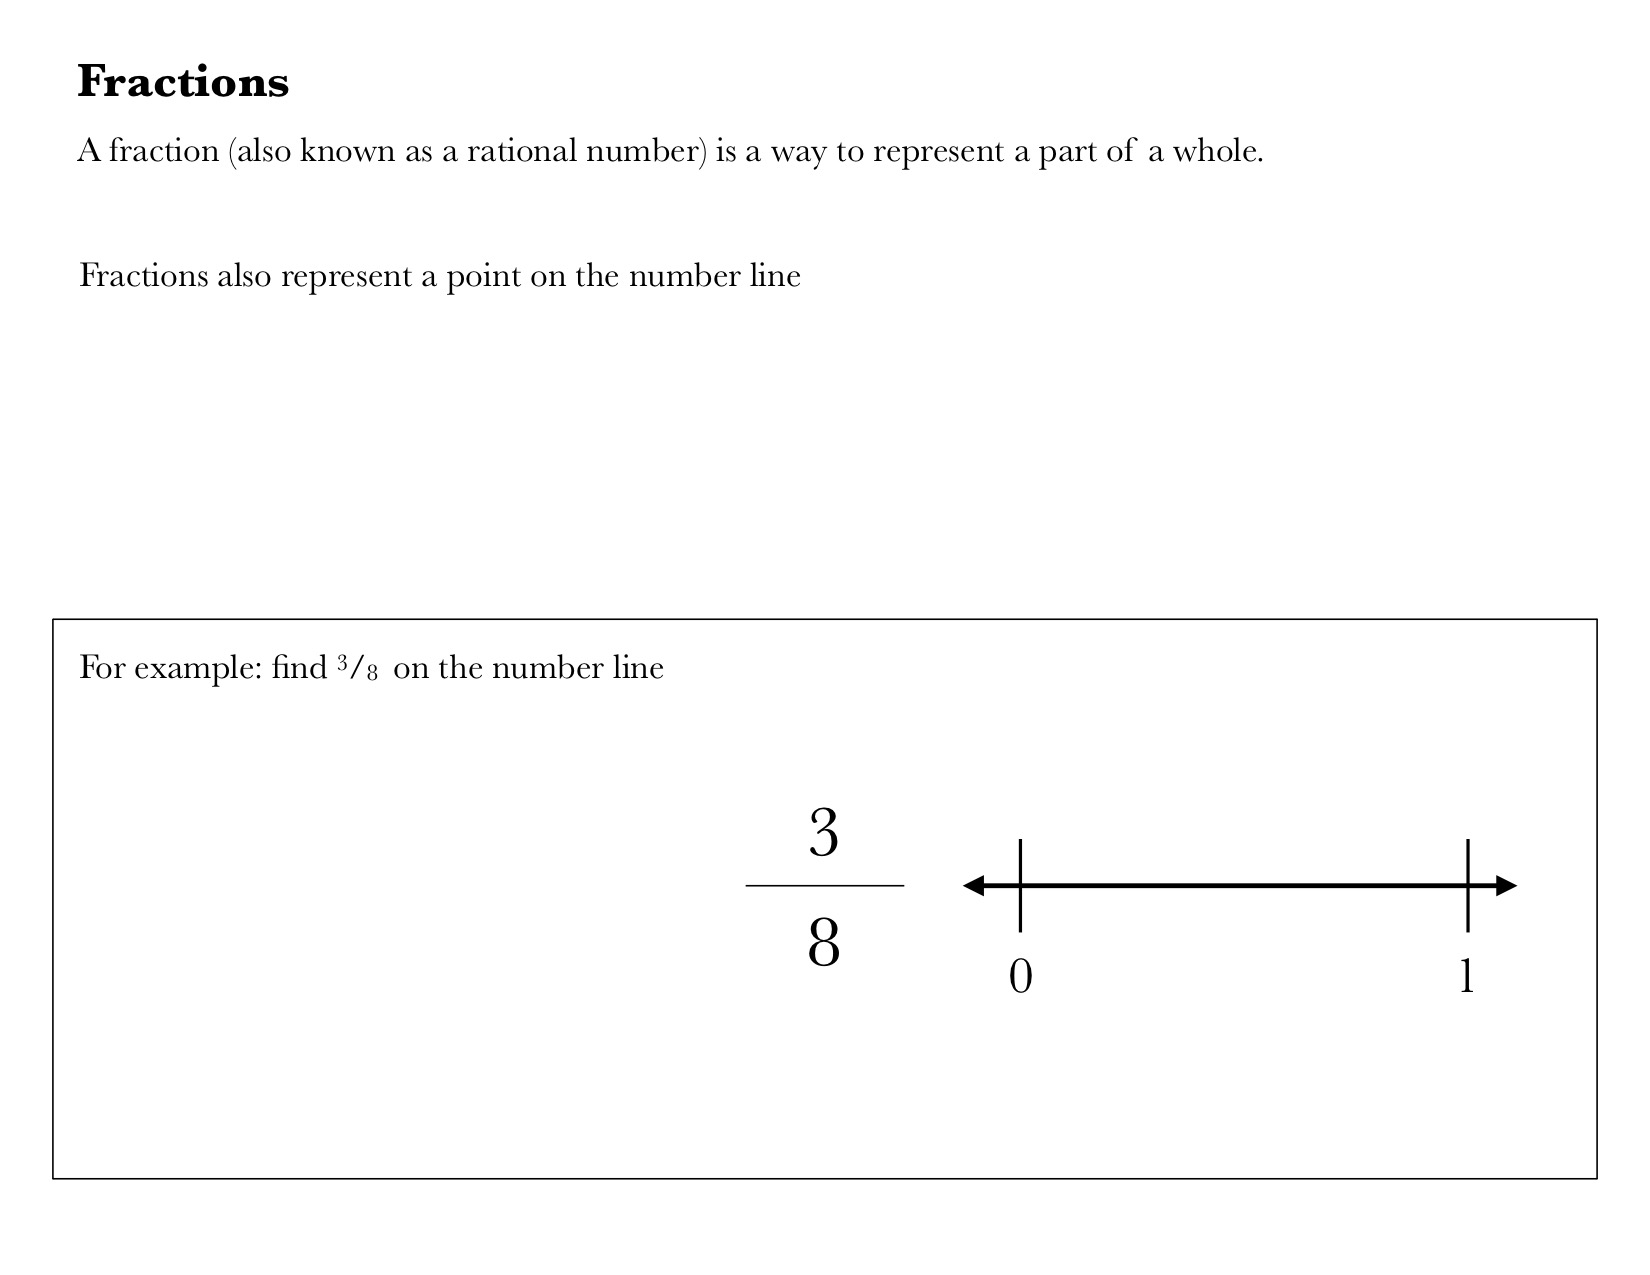 Fractions
A fraction (also known as a rational number) is a way to represent a part of a whole.
Fractions also represent a point on the number line
For example: find 3/8 on the number line
3
8
0
1